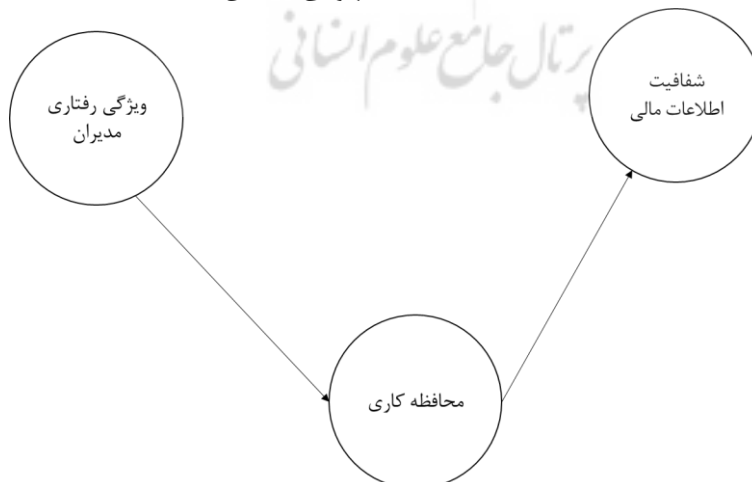 پرتال جامع علوم انسانی
شفافیت
اطلاعات مالی
ویژگی رفتاری
مدیران
محافظه کاری